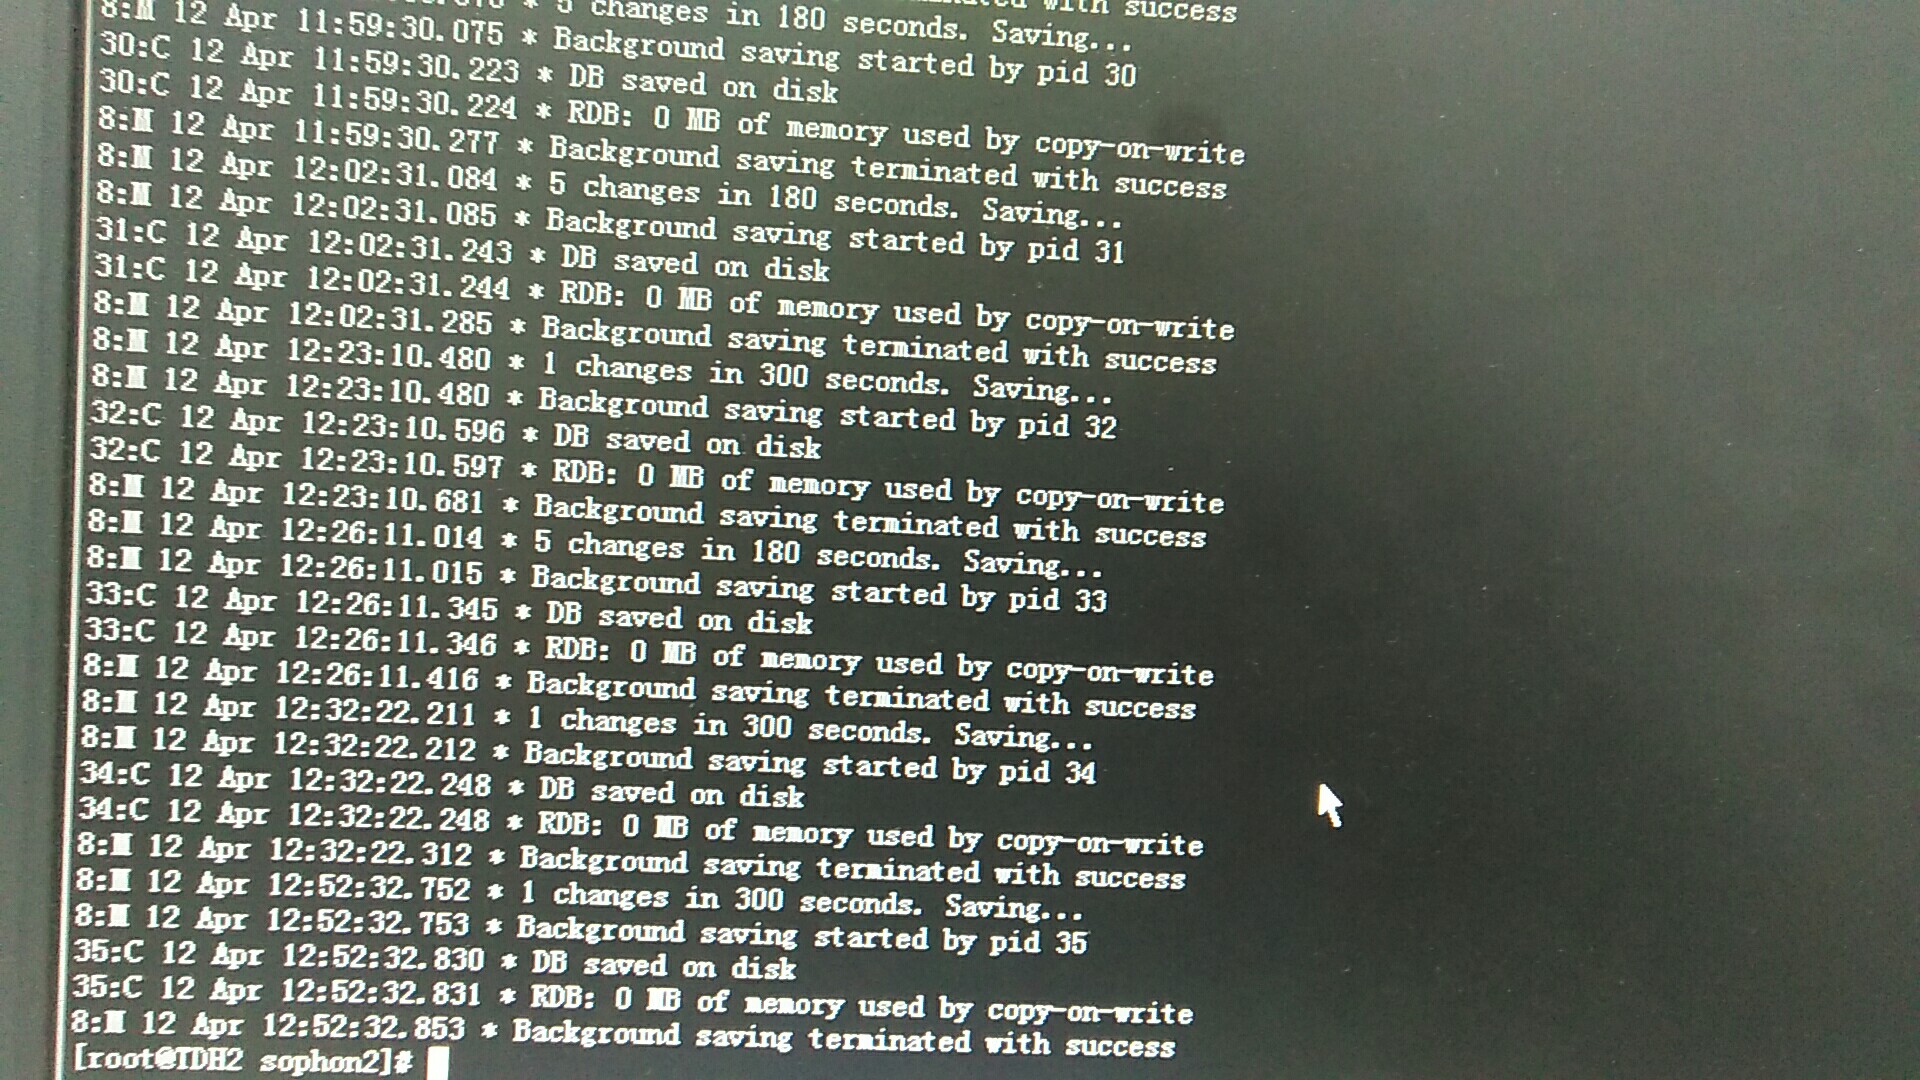 5 changes in 180 seconds. Saving...
8:M 12 Apr 11:59:30.075 * Background saving started by pid 30
30:C 12 Apr 11:59:30.223 * DB saved on disk
30:C 12 Apr 11:59:30.224 * RDB: 0 MB of memory used by copy-on-write
8:M 12 Apr 11:59:30.277 * Background saving terminated with success
8:M 12 Apr 12:02:31.084 * 5 changes in 180 seconds. Saving...
8:M 12 Apr 12:02:31.085 * Background saving started by pid 31
31:C 12 Apr 12:02:31.243 * DB saved on disk
31:C 12 Apr 12:02:31.244 * RDB: 0 MB of memory used by copy-on-write
8:M 12 Apr 12:02:31.285 * Background saving terminated with success
8:M 12 Apr 12:23:10.480 * 1 changes in 300 seconds. Saving...
8:M 12 Apr 12:23:10.480 * Background saving started by pid 32
32:C 12 Apr 12:23:10.596 * DB saved on disk
32:C 12 Apr 12:23:10.597 * RDB: 0 MB of memory used by copy-on-write
8:M 12 Apr 12:23:10.681 * Background saving terminated with success
8:M 12 Apr 12:26:11.014 * 5 changes in 180 seconds. Saving...
8:M 12 Apr 12:26:11.015 * Background saving started by pid 33
33:C 12 Apr 12:26:11.345 * DB saved on disk
33:C 12 Apr 12:26:11.346 * RDB: 0 MB of memory used by copy-on-write
8:M 12 Apr 12:26:11.416 * Background saving terminated with success
8:M 12 Apr 12:32:22.211 * 1 changes in 300 seconds. Saving...
8:M 12 Apr 12:32:22.212 * Background saving started by pid 34
34:C 12 Apr 12:32:22.248 * DB saved on disk
34:C 12 Apr 12:32:22.248 * RDB: 0 MB of memory used by copy-on-write
8:M 12 Apr 12:32:22.312 * Background saving terminated with success
8:M 12 Apr 12:52:32.752 * 1 changes in 300 seconds. Saving...
8:M 12 Apr 12:52:32.753 * Background saving started by pid 35
35:C 12 Apr 12:52:32.830 * DB saved on disk
35:C 12 Apr 12:52:32.831 * RDB: 0 MB of memory used by copy-on-write
8:M 12 Apr 12:52:32.853 * Background saving terminated with success
[root@TDH2 sophon2]#